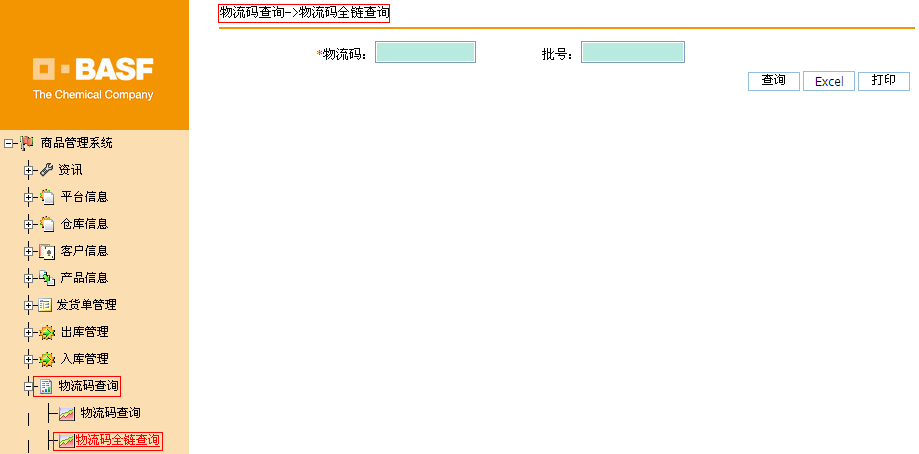 BASF
The Chemical Company
商品管理系统
资讯
平台信息
仓库信息
客户信息
产品信息
发货单管理
出库管理
入库管理
物流码查询
物流码查询
物流码全链查询
物流码查询->物流码全链查询
*物流码: 批号:
查询 Excel 打印